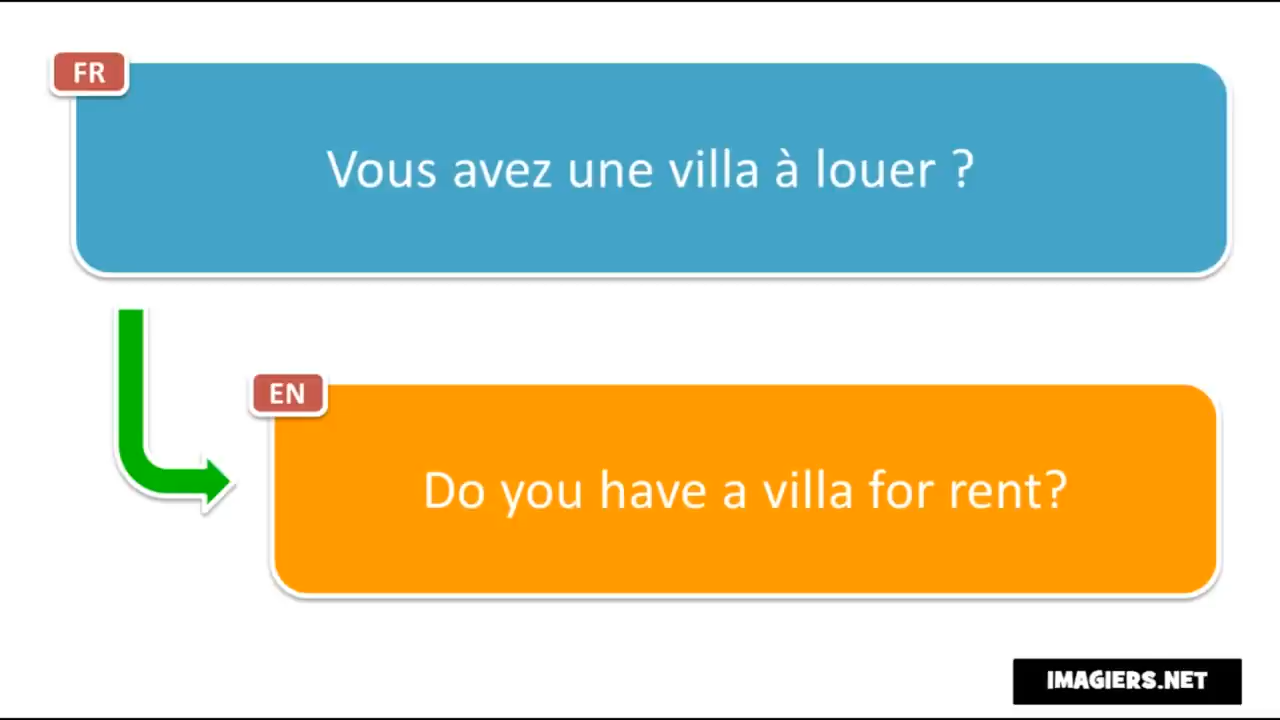 FR
Vous avez une villa à louer ?
EN
Do you have a villa for rent?
IMAGIERS.NET